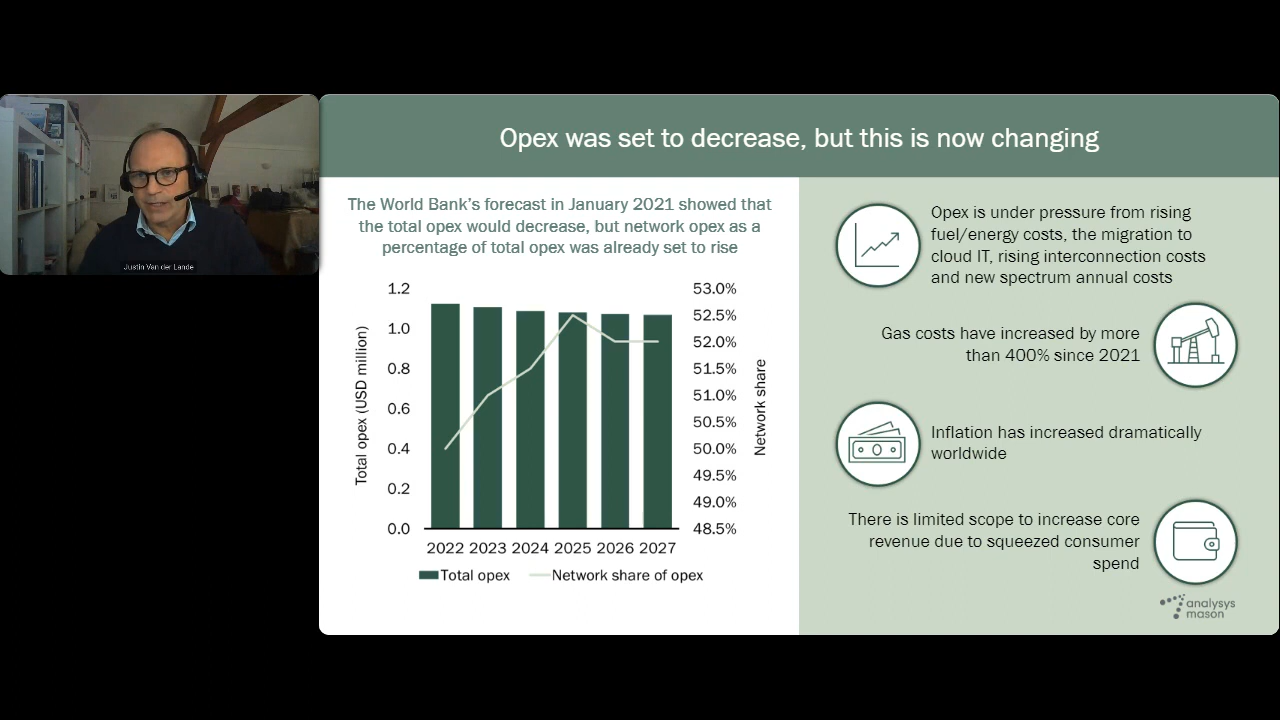 Justin Van der Lande
Opex was set to decrease, but this is now changing
The World Bank's forecast in January 2021 showed that
the total opex would decrease, but network opex as a
percentage of total opex was already set to rise
Total opex (USD million)
1.2
1.0
0.8
0.6
0.4
0.2
0.0
53.0%
52.5%
52.0%
51.5%
51.0%
50.5%
50.0%
49.5%
49.0%
48.5%
Network share
2022 2023 2024 2025 2026 2027
Total opex Network share of opex
Opex is under pressure from rising
fuel/energy costs, the migration to
cloud IT, rising interconnection costs
and new spectrum annual costs
Gas costs have increased by more
than 400% since 2021
Inflation has increased dramatically
worldwide
There is limited scope to increase core
revenue due to squeezed consumer
spend
analysys
mason